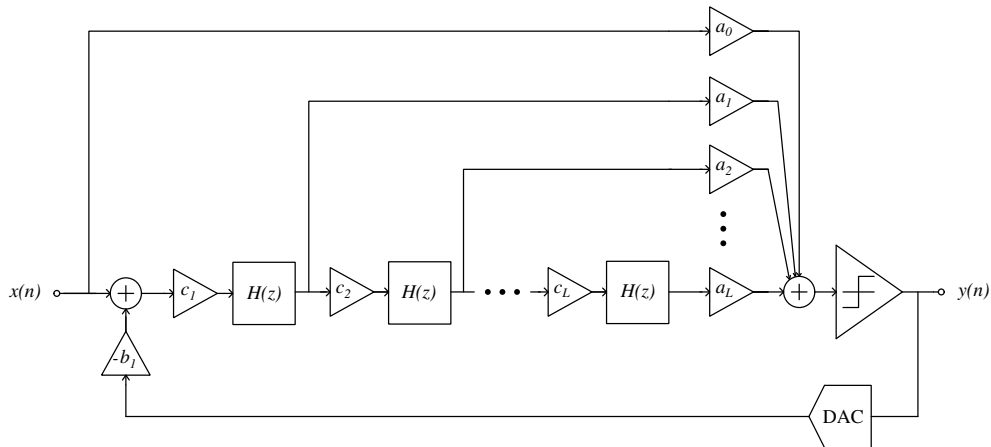 a0
a1
a2
x(n) c1 H(z) c2 H(z) cL H(z) aL y(n)
-b1
DAC